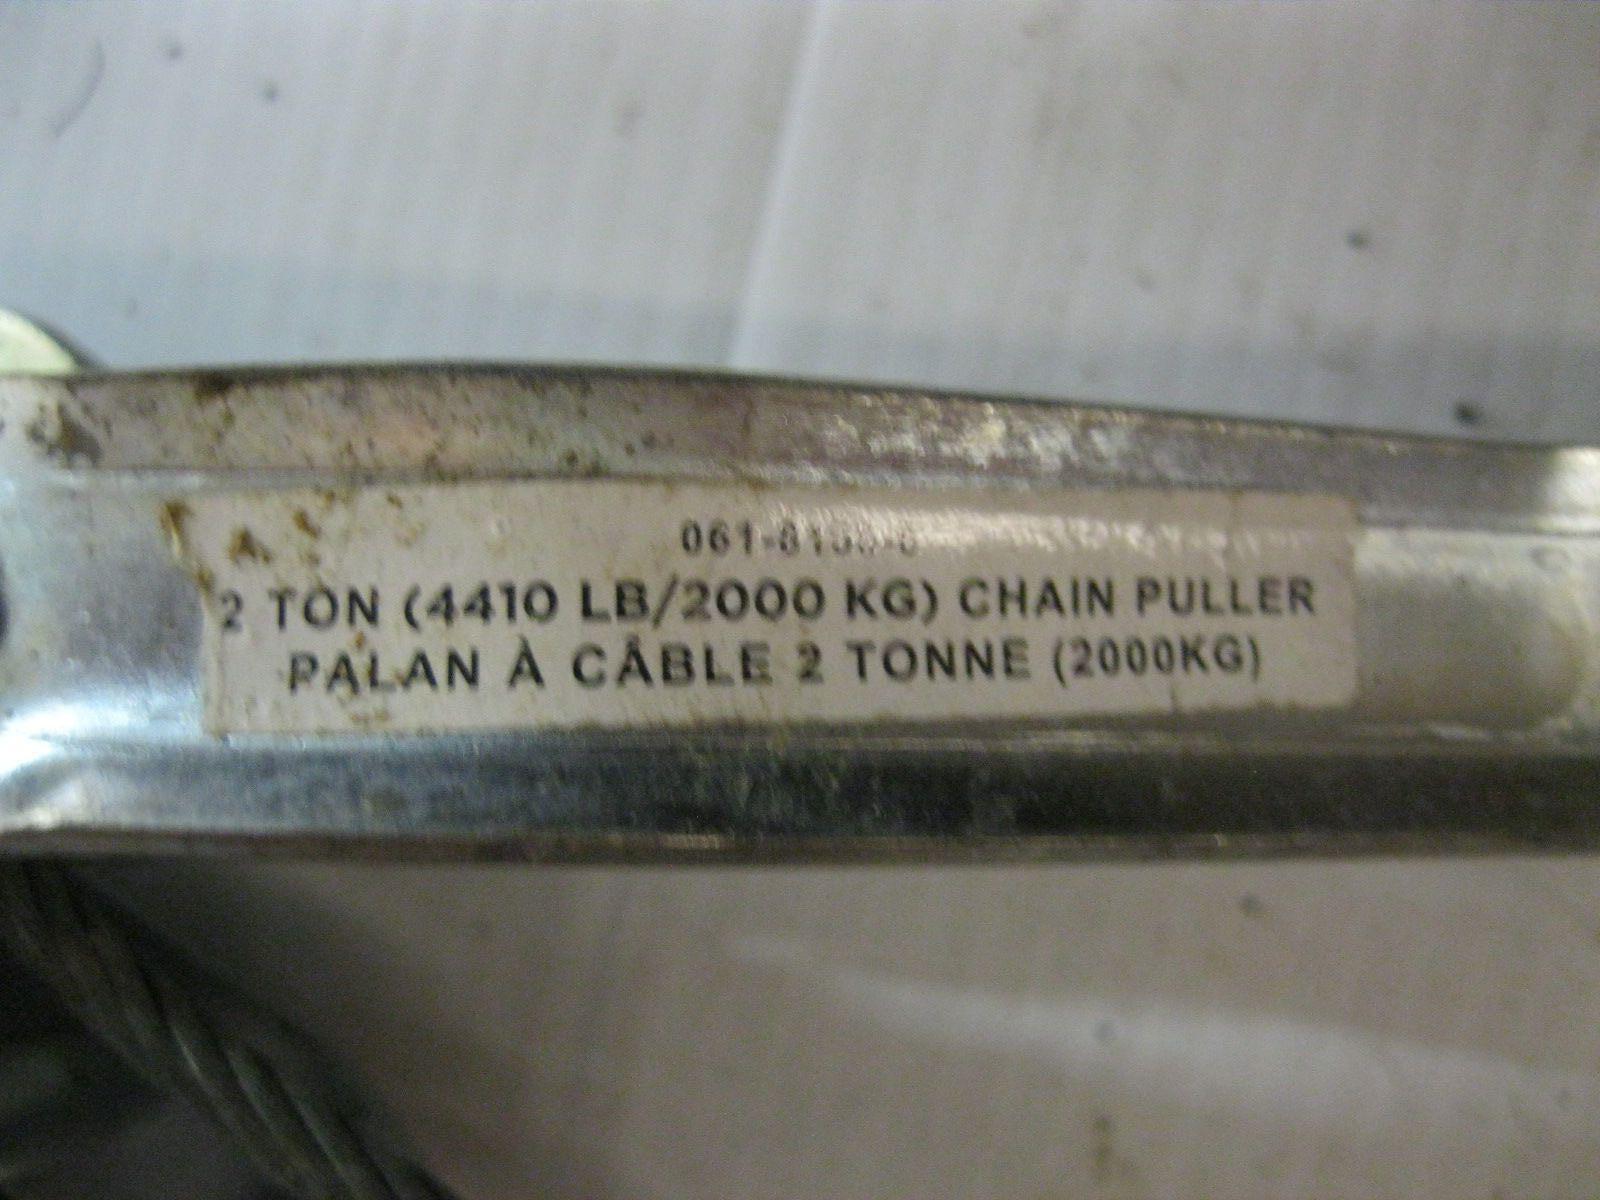 2 TON (4410 LB/2000 KG) CHAIN PULLER
PALAN À CÂBLE 2 TONNE (2000KG)